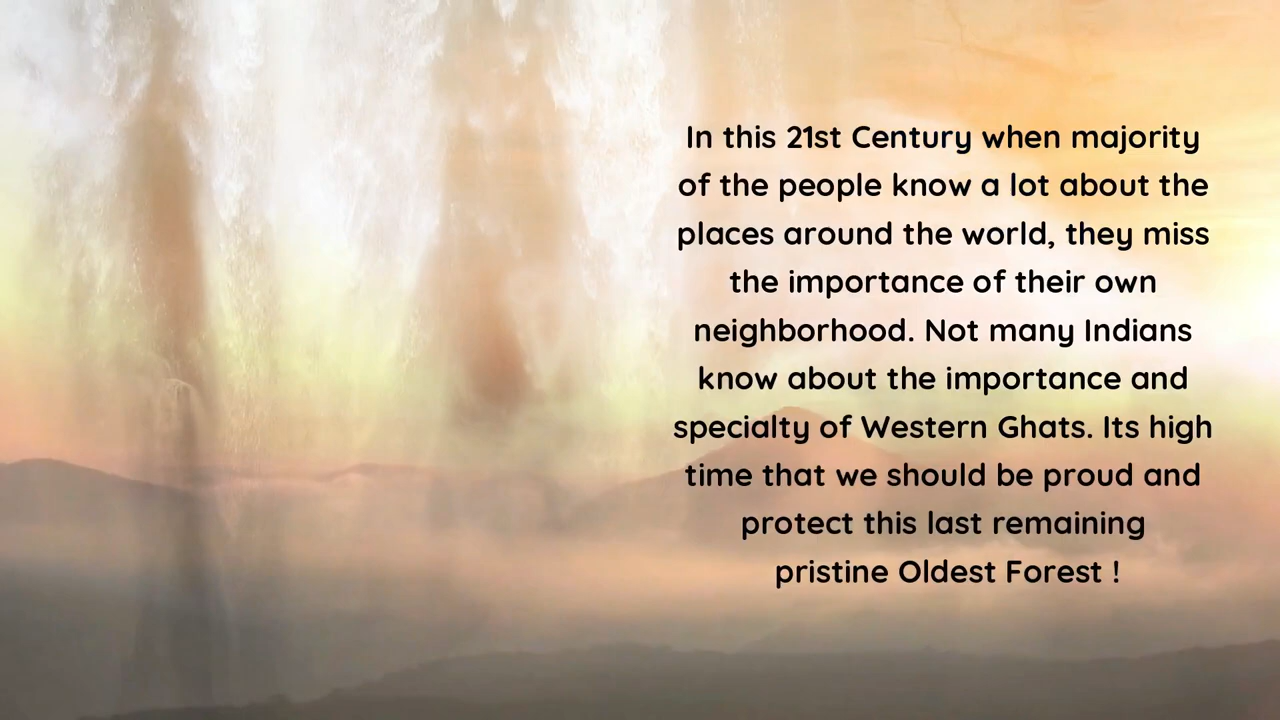 In this 21st Century when majority
of the people know a lot about the
places around the world, they miss
the importance of their own
neighborhood. Not many Indians
know about the importance and
specialty of Western Ghats. Its high
time that we should be proud and
protect this last remaining
pristine Oldest Forest !